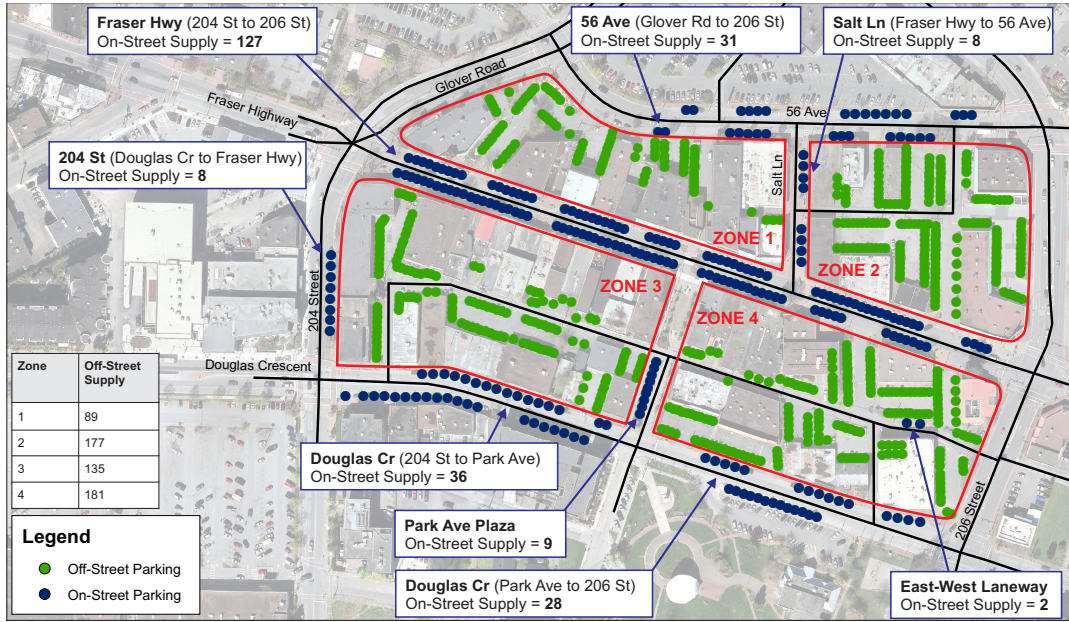 Fraser Hwy (204 St to 206 St)
On-Street Supply = 127
56 Ave (Glover Rd to 206 St)
On-Street Supply = 31
Salt Ln (Fraser Hwy to 56 Ave)
On-Street Supply = 8
Glover Road
Fraser Highway
56 Ave
204 St (Douglas Cr to Fraser Hwy)
On-Street Supply = 8
Salt Ln
ZONE 1
ZONE 2
ZONE 3
ZONE 4
204 Street
Douglas Crescent
Zone Off-Street Supply
1 89
2 177
3 135
4 181
Douglas Cr (204 St to Park Ave)
On-Street Supply = 36
Park Ave Plaza
On-Street Supply = 9
Douglas Cr (Park Ave to 206 St)
On-Street Supply = 28
206 Street
East-West Laneway
On-Street Supply = 2
Legend
Off-Street Parking
On-Street Parking